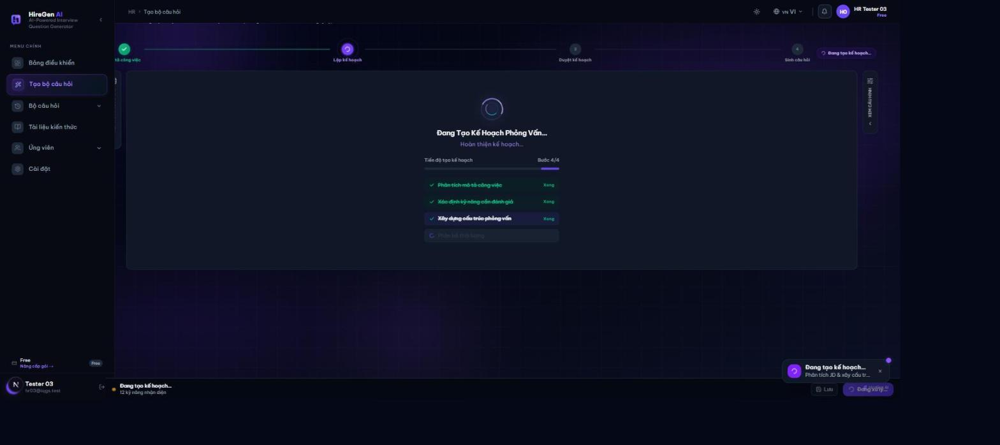 HireGen AI
AI-Powered Interview
Question Generator
MENU CHÍNH
Bảng điều khiển
Tạo bộ câu hỏi
Bộ câu hỏi
Tài liệu kiến thức
Ứng viên
Cài đặt
Free
Nâng cấp gói →
Free
N
Tester 03
hr03@iqgs.test
HR › Tạo bộ câu hỏi
VN VI
H0
HR Tester 03
Free
tả công việc
Lập kế hoạch
3
Duyệt kế hoạch
4
Sinh câu hỏi
Đang tạo kế hoạch...
XEM CẤU HÌNH
Đang Tạo Kế Hoạch Phỏng Vấn...
Hoàn thiện kế hoạch...
Tiến độ tạo kế hoạch
Bước 4/4
Phân tích mô tả công việc
Xong
Xác định kỹ năng cần đánh giá
Xong
Xây dựng cấu trúc phỏng vấn
Xong
Phân bổ thời lượng
Đang tạo kế hoạch...
Phân tích JD & xây cấu tr...
Đang tạo kế hoạch...
12 kỹ năng nhận diện
Lưu
Đang xử lý...